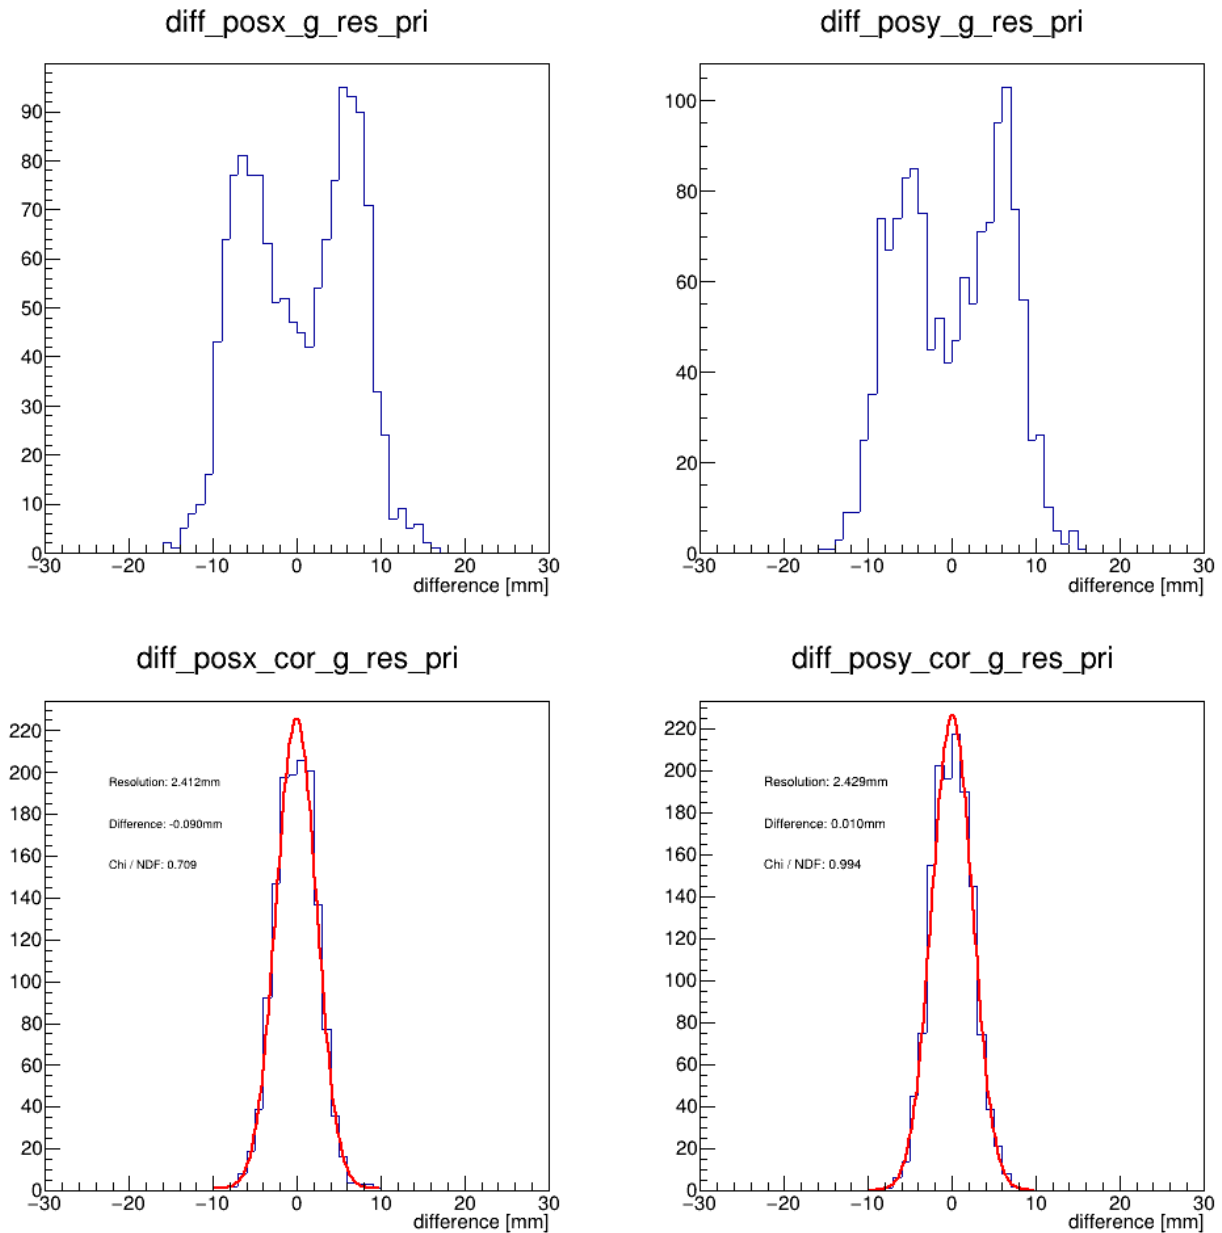 diff_posx_g_res_pri
90
80
70
60
50
40
30
20
10
0
−30 −20 −10 0 10 20 30
difference [mm]
diff_posy_g_res_pri
100
80
60
40
20
0
−30 −20 −10 0 10 20 30
difference [mm]
diff_posx_cor_g_res_pri
220
200
180
160
140
120
100
80
60
40
20
0
Resolution: 2.412mm
Difference: -0.090mm
Chi / NDF: 0.709
−30 −20 −10 0 10 20 30
difference [mm]
diff_posy_cor_g_res_pri
220
200
180
160
140
120
100
80
60
40
20
0
Resolution: 2.429mm
Difference: 0.010mm
Chi / NDF: 0.994
−30 −20 −10 0 10 20 30
difference [mm]